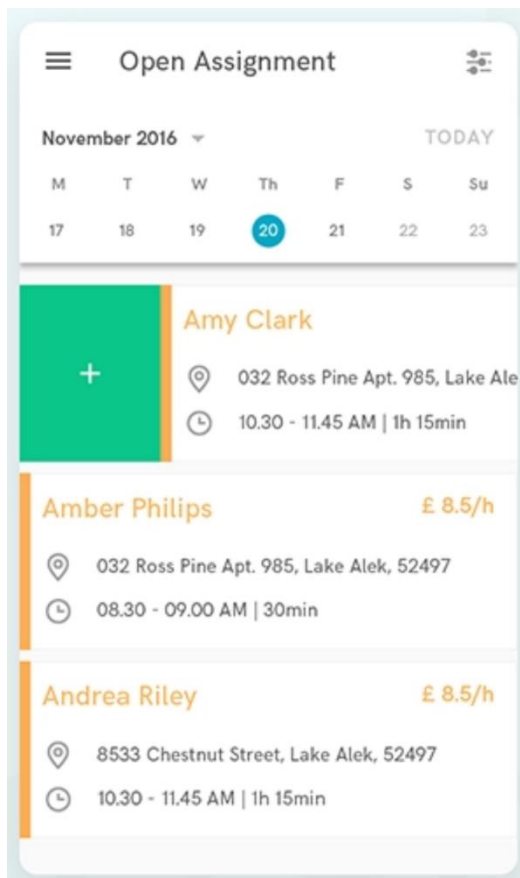 Open Assignment
November 2016 TODAY
M T W Th F S Su
17 18 19 20 21 22 23
+
Amy Clark
032 Ross Pine Apt. 985, Lake Ale
10.30 - 11.45 AM | 1h 15min
Amber Philips £ 8.5/h
032 Ross Pine Apt. 985, Lake Alek, 52497
08.30 - 09.00 AM | 30min
Andrea Riley £ 8.5/h
8533 Chestnut Street, Lake Alek, 52497
10.30 - 11.45 AM | 1h 15min